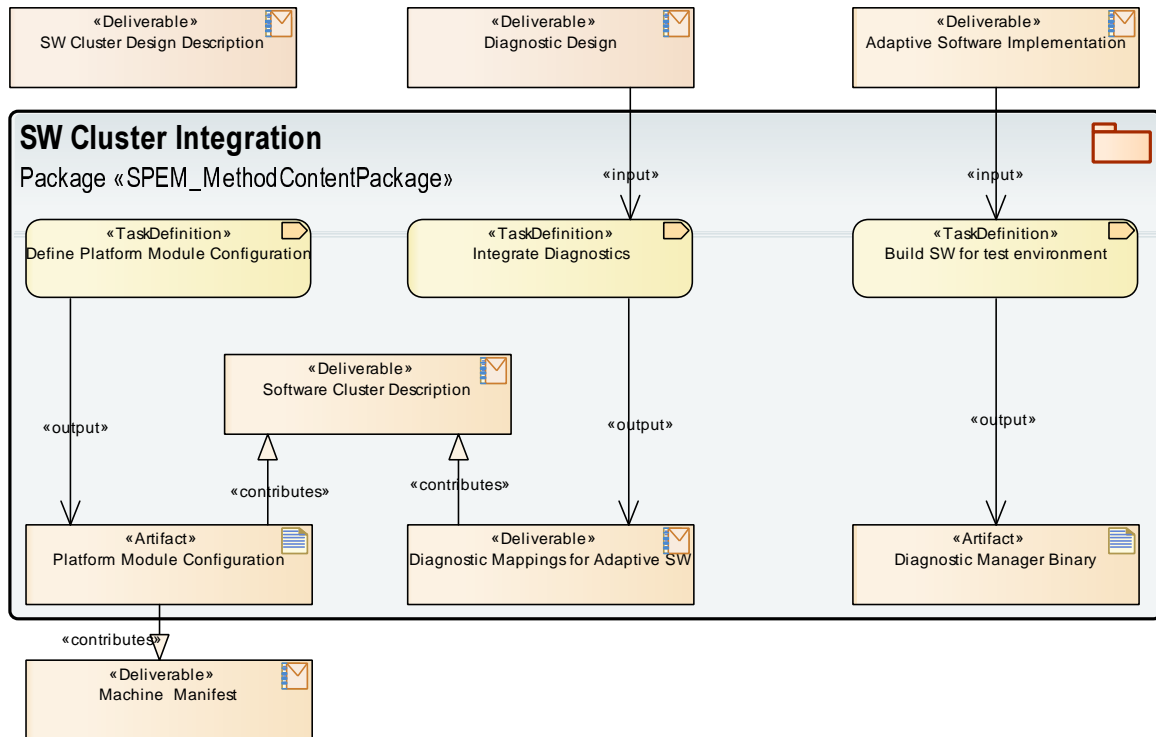 «Deliverable»
SW Cluster Design Description
«Deliverable»
Diagnostic Design
«Deliverable»
Adaptive Software Implementation
SW Cluster Integration
Package «SPEM_MethodContentPackage»
«input»
«input»
«TaskDefinition»
Define Platform Module Configuration
«TaskDefinition»
Integrate Diagnostics
«TaskDefinition»
Build SW for test environment
«Deliverable»
Software Cluster Description
«output»
«output»
«output»
«contributes»
«contributes»
«Artifact»
Platform Module Configuration
«Deliverable»
Diagnostic Mappings for Adaptive SW
«Artifact»
Diagnostic Manager Binary
«contributes»
«Deliverable»
Machine Manifest